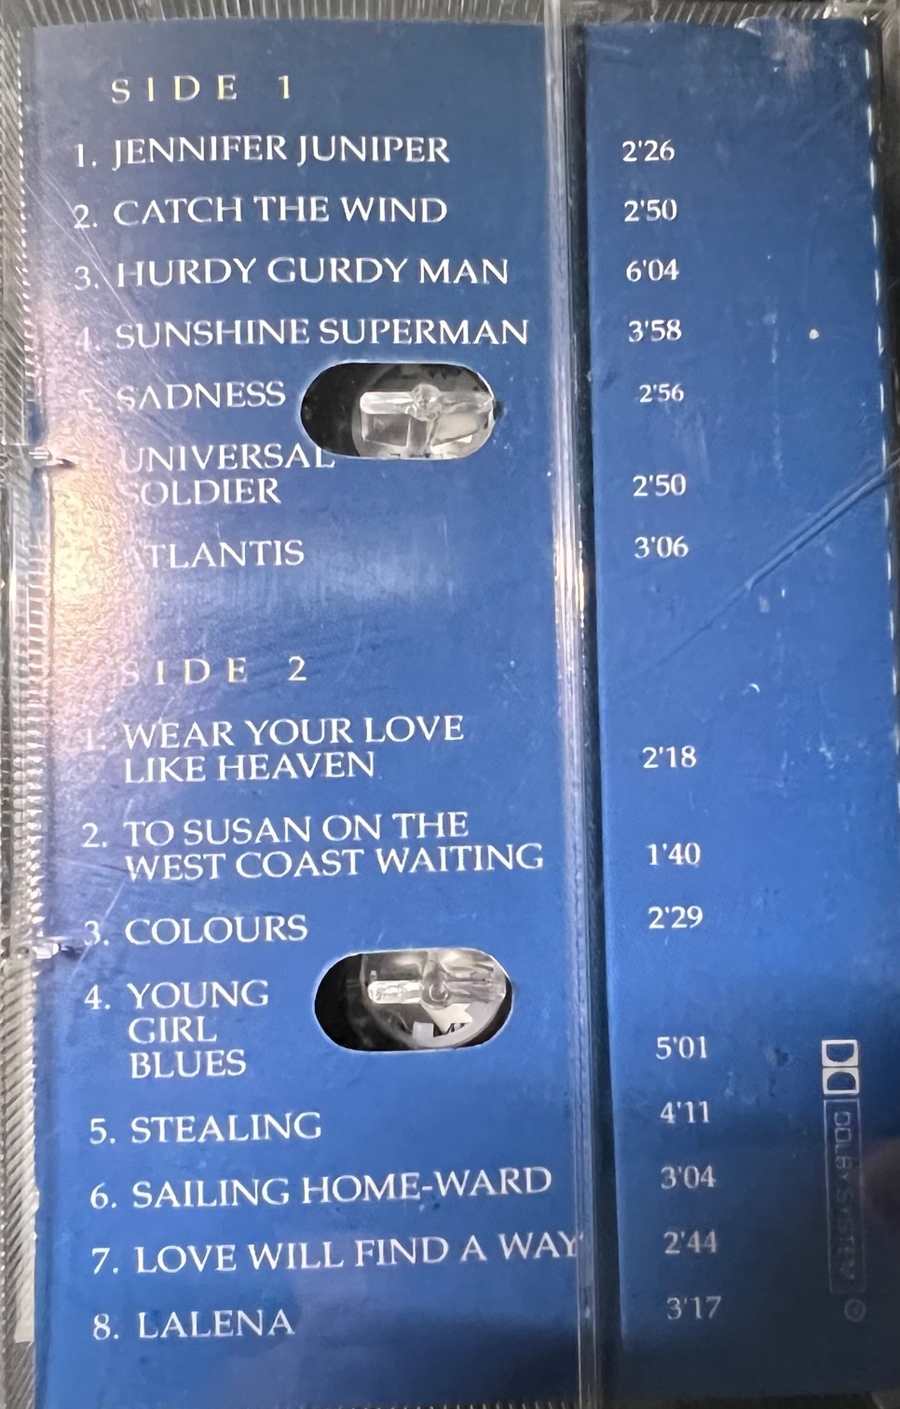 SIDE 1
1. JENNIFER JUNIPER 2'26
2. CATCH THE WIND 2'50
3. HURDY GURDY MAN 6'04
4. SUNSHINE SUPERMAN 3'58
5. SADNESS 2'56
UNIVERSAL
SOLDIER 2'50
ATLANTIS 3'06
SIDE 2
1. WEAR YOUR LOVE
LIKE HEAVEN 2'18
2. TO SUSAN ON THE
WEST COAST WAITING 1'40
3. COLOURS 2'29
4. YOUNG
GIRL
BLUES 5'01
5. STEALING 4'11
6. SAILING HOME-WARD 3'04
7. LOVE WILL FIND A WAY 2'44
8. LALENA 3'17
DOLBY SYSTEM ®